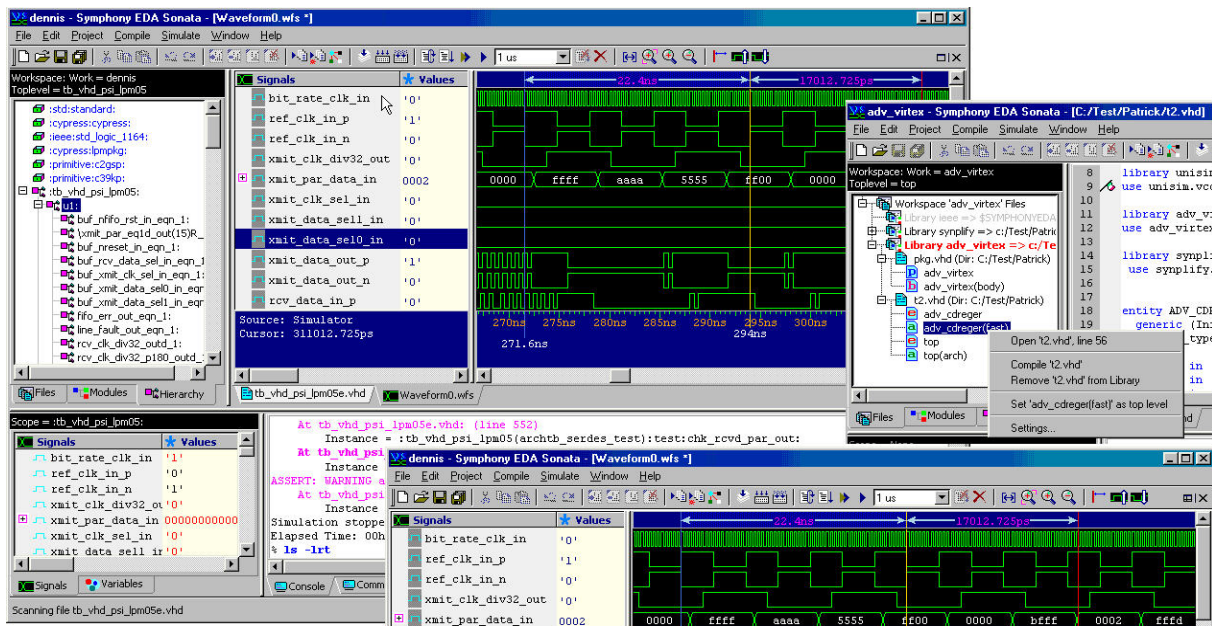 dennis - Symphony EDA Sonata - [Waveform0.wfs *]
File Edit Project Compile Simulate Window Help
1 us
Workspace: Work = dennis
Toplevel = tb_vhd_psi_lpm05
:std:standard:
:cypress:cypress:
:ieee:std_logic_1164:
:cypress:lpmpkg:
:primitive:c2gsp:
:primitive:c39kp:
:tb_vhd_psi_lpm05:
u1:
buf_nfifo_rst_in_eqn_1:
\xmit_par_eq1d_out(15)R_
buf_nreset_in_eqn_1:
buf_rcv_data_sel_in_eqn_1
buf_xmit_clk_sel_in_eqn_1:
buf_xmit_data_sel0_in_eqn
buf_xmit_data_sel1_in_eqr
fifo_err_out_eqn_1:
line_fault_out_eqn_1:
rcv_clk_div32_outd_1:
rcv_clk_div32_p180_outd_:
Files Modules Hierarchy
Signals Values
bit_rate_clk_in '0'
ref_clk_in_p '1'
ref_clk_in_n '0'
xmit_clk_div32_out '0'
xmit_par_data_in 0002
xmit_clk_sel_in '0'
xmit_data_sel1_in '0'
xmit_data_sel0_in '0'
xmit_data_out_p '1'
xmit_data_out_n '0'
rcv_data_in_p '0'
Source: Simulator
Cursor: 311012.725ps
22.4ns 17012.725ps
0000 ffff aaaa 5555 ff00 0000
270ns 275ns 280ns 285ns 290ns 295ns 300ns
271.6ns 294ns
tb_vhd_psi_lpm05e.vhd Waveform0.wfs
adv_virtex - Symphony EDA Sonata - [C:/Test/Patrick/t2.vhd]
File Edit Project Compile Simulate Window Help
Workspace: Work = adv_virtex
Toplevel = top
Workspace 'adv_virtex' Files
Library ieee => $SYMPHONYEDA
Library synplify => c:/Test/Patric
Library adv_virtex => c:/Te
pkg.vhd (Dir: C:/Test/Patrick)
adv_virtex
adv_virtex(body)
t2.vhd (Dir: C:/Test/Patrick)
adv_cdreger
adv_cdreger(fast)
top
top(arch)
Files Modules
8 library unisim
9 use unisim.vco
10
11 library adv_v
12 use adv_virtex
13
14 library synpli
15 use synplify.
16
17
18 entity ADV_CDR
19 generic (Ini
_type
in
in
Open 't2.vhd', line 56
Compile 't2.vhd'
Remove 't2.vhd' from Library
Set 'adv_cdreger(fast)' as top level
Settings...
Scope = :tb_vhd_psi_lpm05:
Signals Values
bit_rate_clk_in '1'
ref_clk_in_p '0'
ref_clk_in_n '1'
xmit_clk_div32_ou '0'
xmit_par_data_in 00000000000
xmit_clk_sel_in '0'
xmit_data_sel1_ir '0'
Signals Variables
Scanning file tb_vhd_psi_lpm05e.vhd
At tb_vhd_psi_lpm05e.vhd: (line 552)
Instance = :tb_vhd_psi_lpm05(archtb_serdes_test):test:chk_rcvd_par_out:
At tb_vhd_psi
Instance
ASSERT: WARNING a
At tb_vhd_psi
Instance
Simulation stoppe
Elapsed Time: 00h
% ls -lrt
Console Comm
dennis - Symphony EDA Sonata - [Waveform0.wfs *]
File Edit Project Compile Simulate Window Help
1 us
Signals Values
bit_rate_clk_in '0'
ref_clk_in_p '1'
ref_clk_in_n '0'
xmit_clk_div32_out '0'
xmit_par_data_in 0002
22.4ns 17012.725ps
0000 ffff aaaa 5555 ff00 0000 bfff 0002 fffd